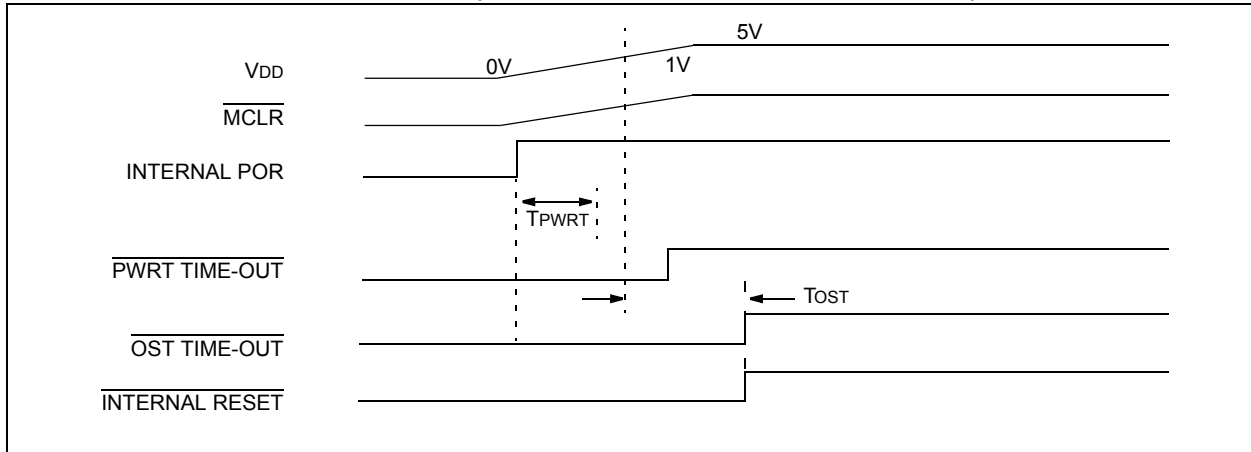 5V
VDD 0V 1V
MCLR
INTERNAL POR
TPWRT
PWRT TIME-OUT
TOST
OST TIME-OUT
INTERNAL RESET